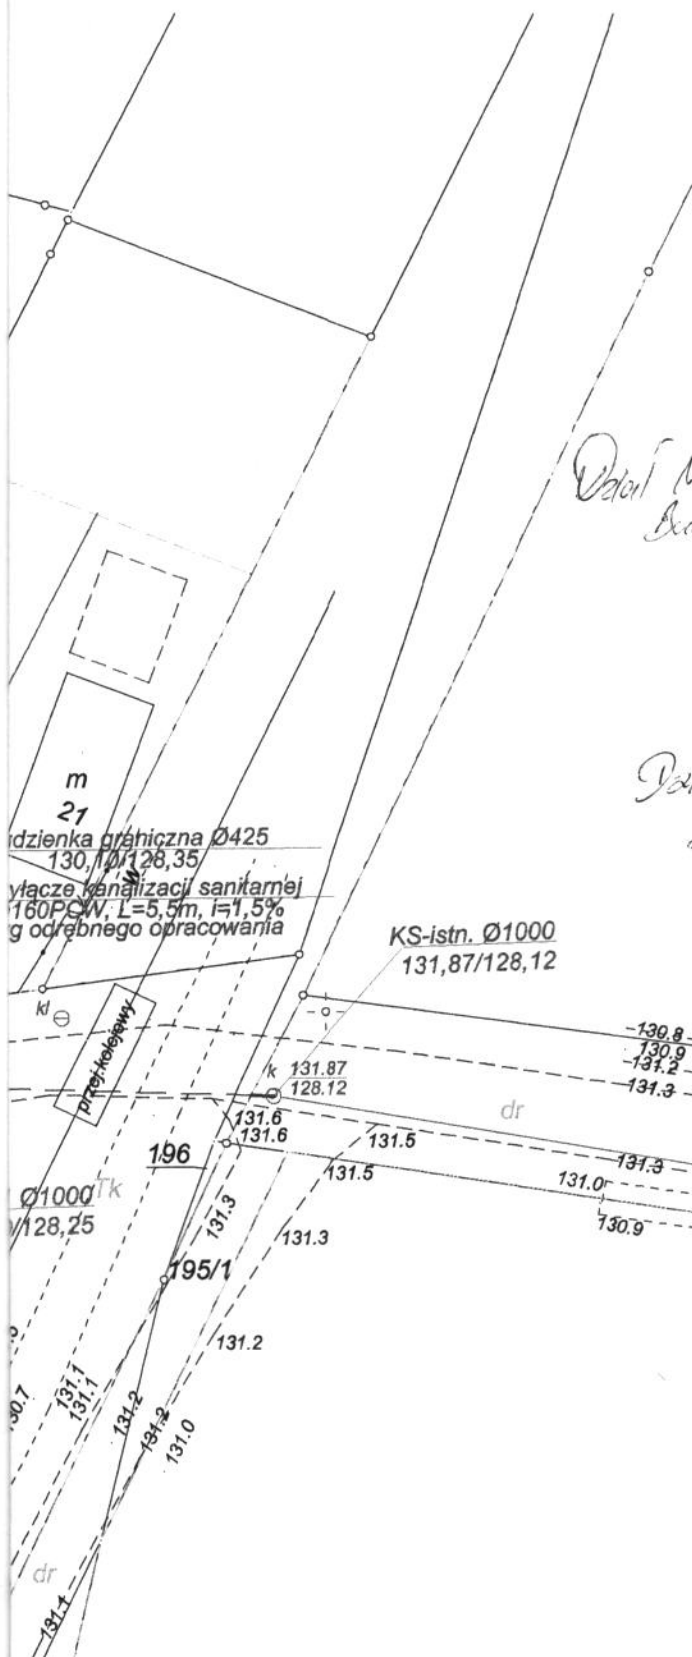 Dział
m
21
idzienka graniczna Ø425
130,10/128,35
W
yłącze kanalizacji sanitarnej
160PCW, L=5,5m, i=1,5%
g odrębnego opracowania
KS-istn. Ø1000
131,87/128,12
kl
przej.kolejowy
130.8
130.9
131.2
131.3
k
131.87
128.12
dr
131.6
131.6
131.5
131.5
131.3
131.0
130.9
196
Tk
Ø1000
/128,25
131.3
131.3
195/1
131.2
131.1
131.1
131.2
131.2
131.0
dr
131.1